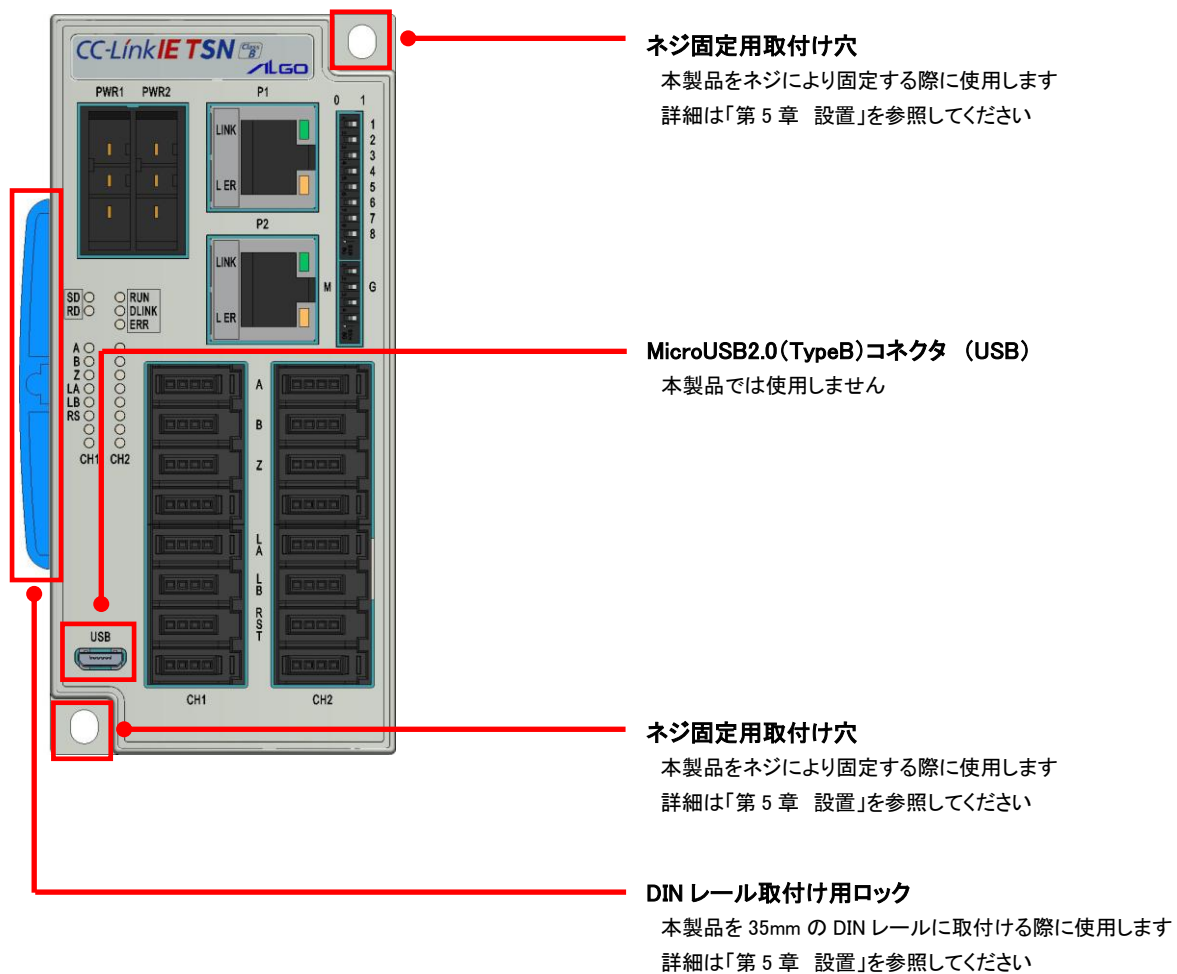 CC-Link IE TSN Class B
ALGO
PWR1 PWR2 P1
0 1
LINK
L ER
1
2
3
4
5
6
7
8
P2
LINK
L ER
M G
SD
RD
RUN
DLINK
ERR
A
B
Z
LA
LB
RS
CH1 CH2
A
B
Z
LA
LB
RST
USB
CH1 CH2
ネジ固定用取付け穴
本製品をネジにより固定する際に使用します
詳細は「第 5 章 設置」を参照してください
MicroUSB2.0(TypeB)コネクタ (USB)
本製品では使用しません
ネジ固定用取付け穴
本製品をネジにより固定する際に使用します
詳細は「第 5 章 設置」を参照してください
DIN レール取付け用ロック
本製品を 35mm の DIN レールに取付ける際に使用します
詳細は「第 5 章 設置」を参照してください